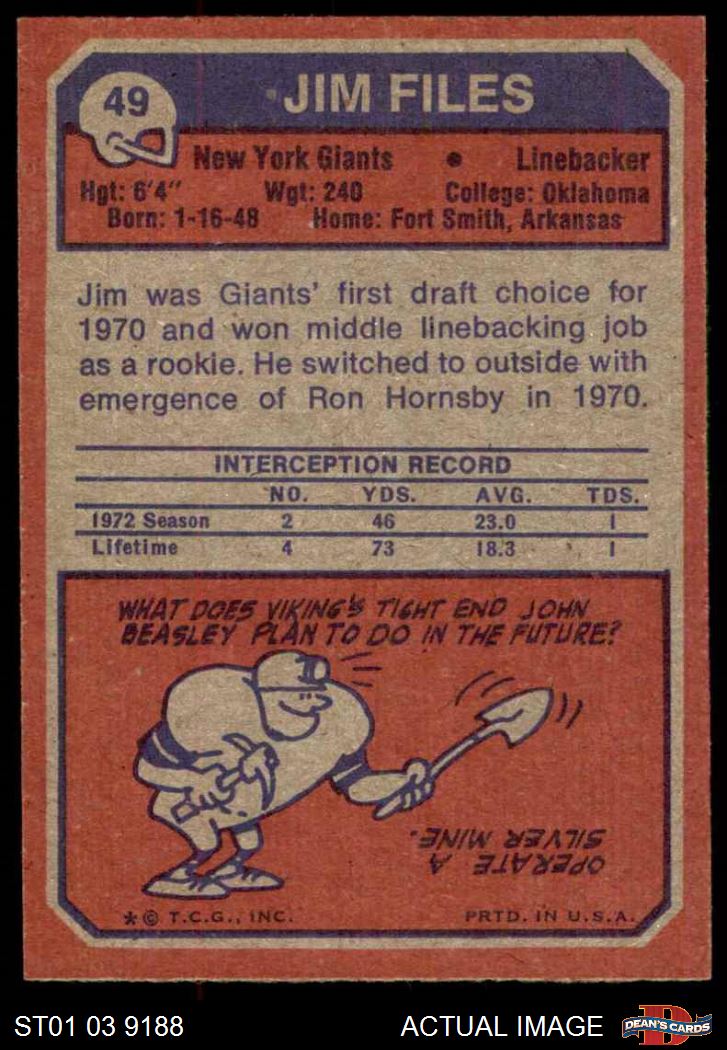 49
JIM FILES
New York Giants • Linebacker
Hgt: 6'4" Wgt: 240 College: Oklahoma
Born: 1-16-48 Home: Fort Smith, Arkansas
Jim was Giants' first draft choice for
1970 and won middle linebacking job
as a rookie. He switched to outside with
emergence of Ron Hornsby in 1970.
INTERCEPTION RECORD
NO. YDS. AVG. TDS.
1972 Season 2 46 23.0 1
Lifetime 4 73 18.3 1
WHAT DOES VIKING'S TIGHT END JOHN
BEASLEY PLAN TO DO IN THE FUTURE?
OPERATE A
SILVER MINE.
* © T.C.G., INC. PRTD. IN U.S.A.
ST01 03 9188 ACTUAL IMAGE D DEAN'S CARDS